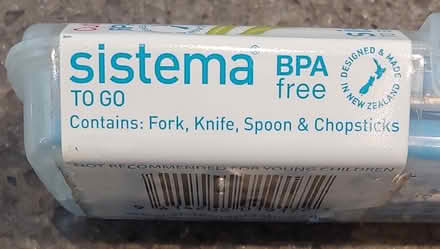 sistema®
TO GO
BPA
free
DESIGNED & MADE
IN NEW ZEALAND
Contains: Fork, Knife, Spoon & Chopsticks
NOT RECOMMENDED FOR YOUNG CHILDREN